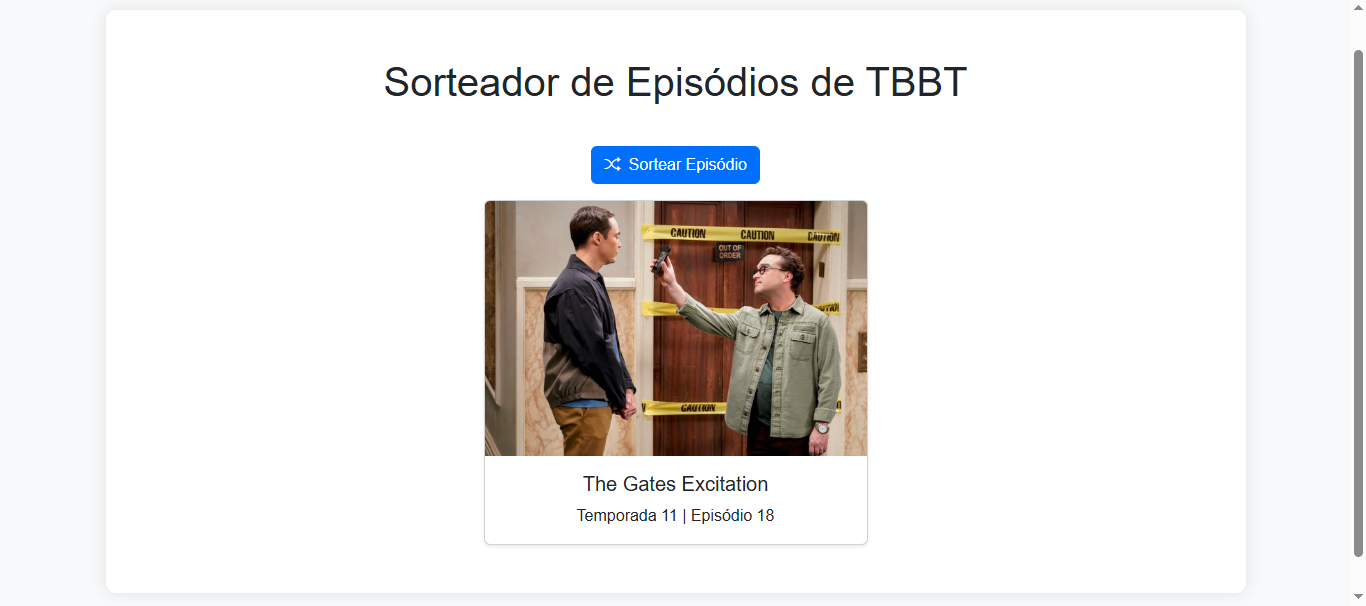 Sorteador de Episódios de TBBT
Sortear Episódio
CAUTION CAUTION CAUTION
OUT OF
ORDER
CAUTION
CAUTION
The Gates Excitation
Temporada 11 | Episódio 18